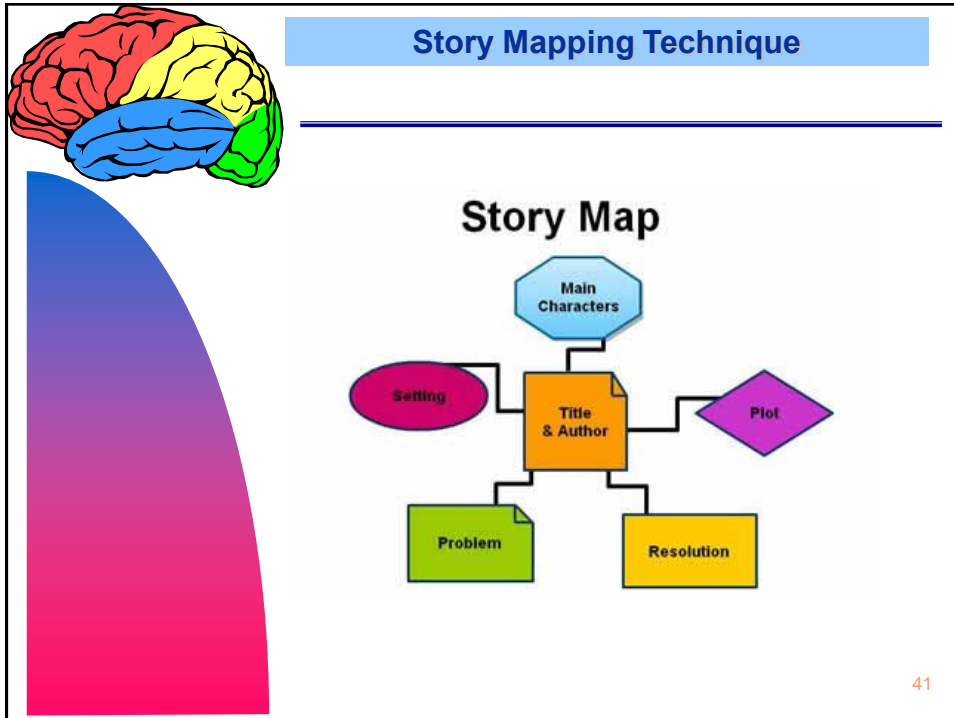 Story Mapping Technique
Story Map
Main
Characters
Setting
Title
& Author
Plot
Problem
Resolution
41